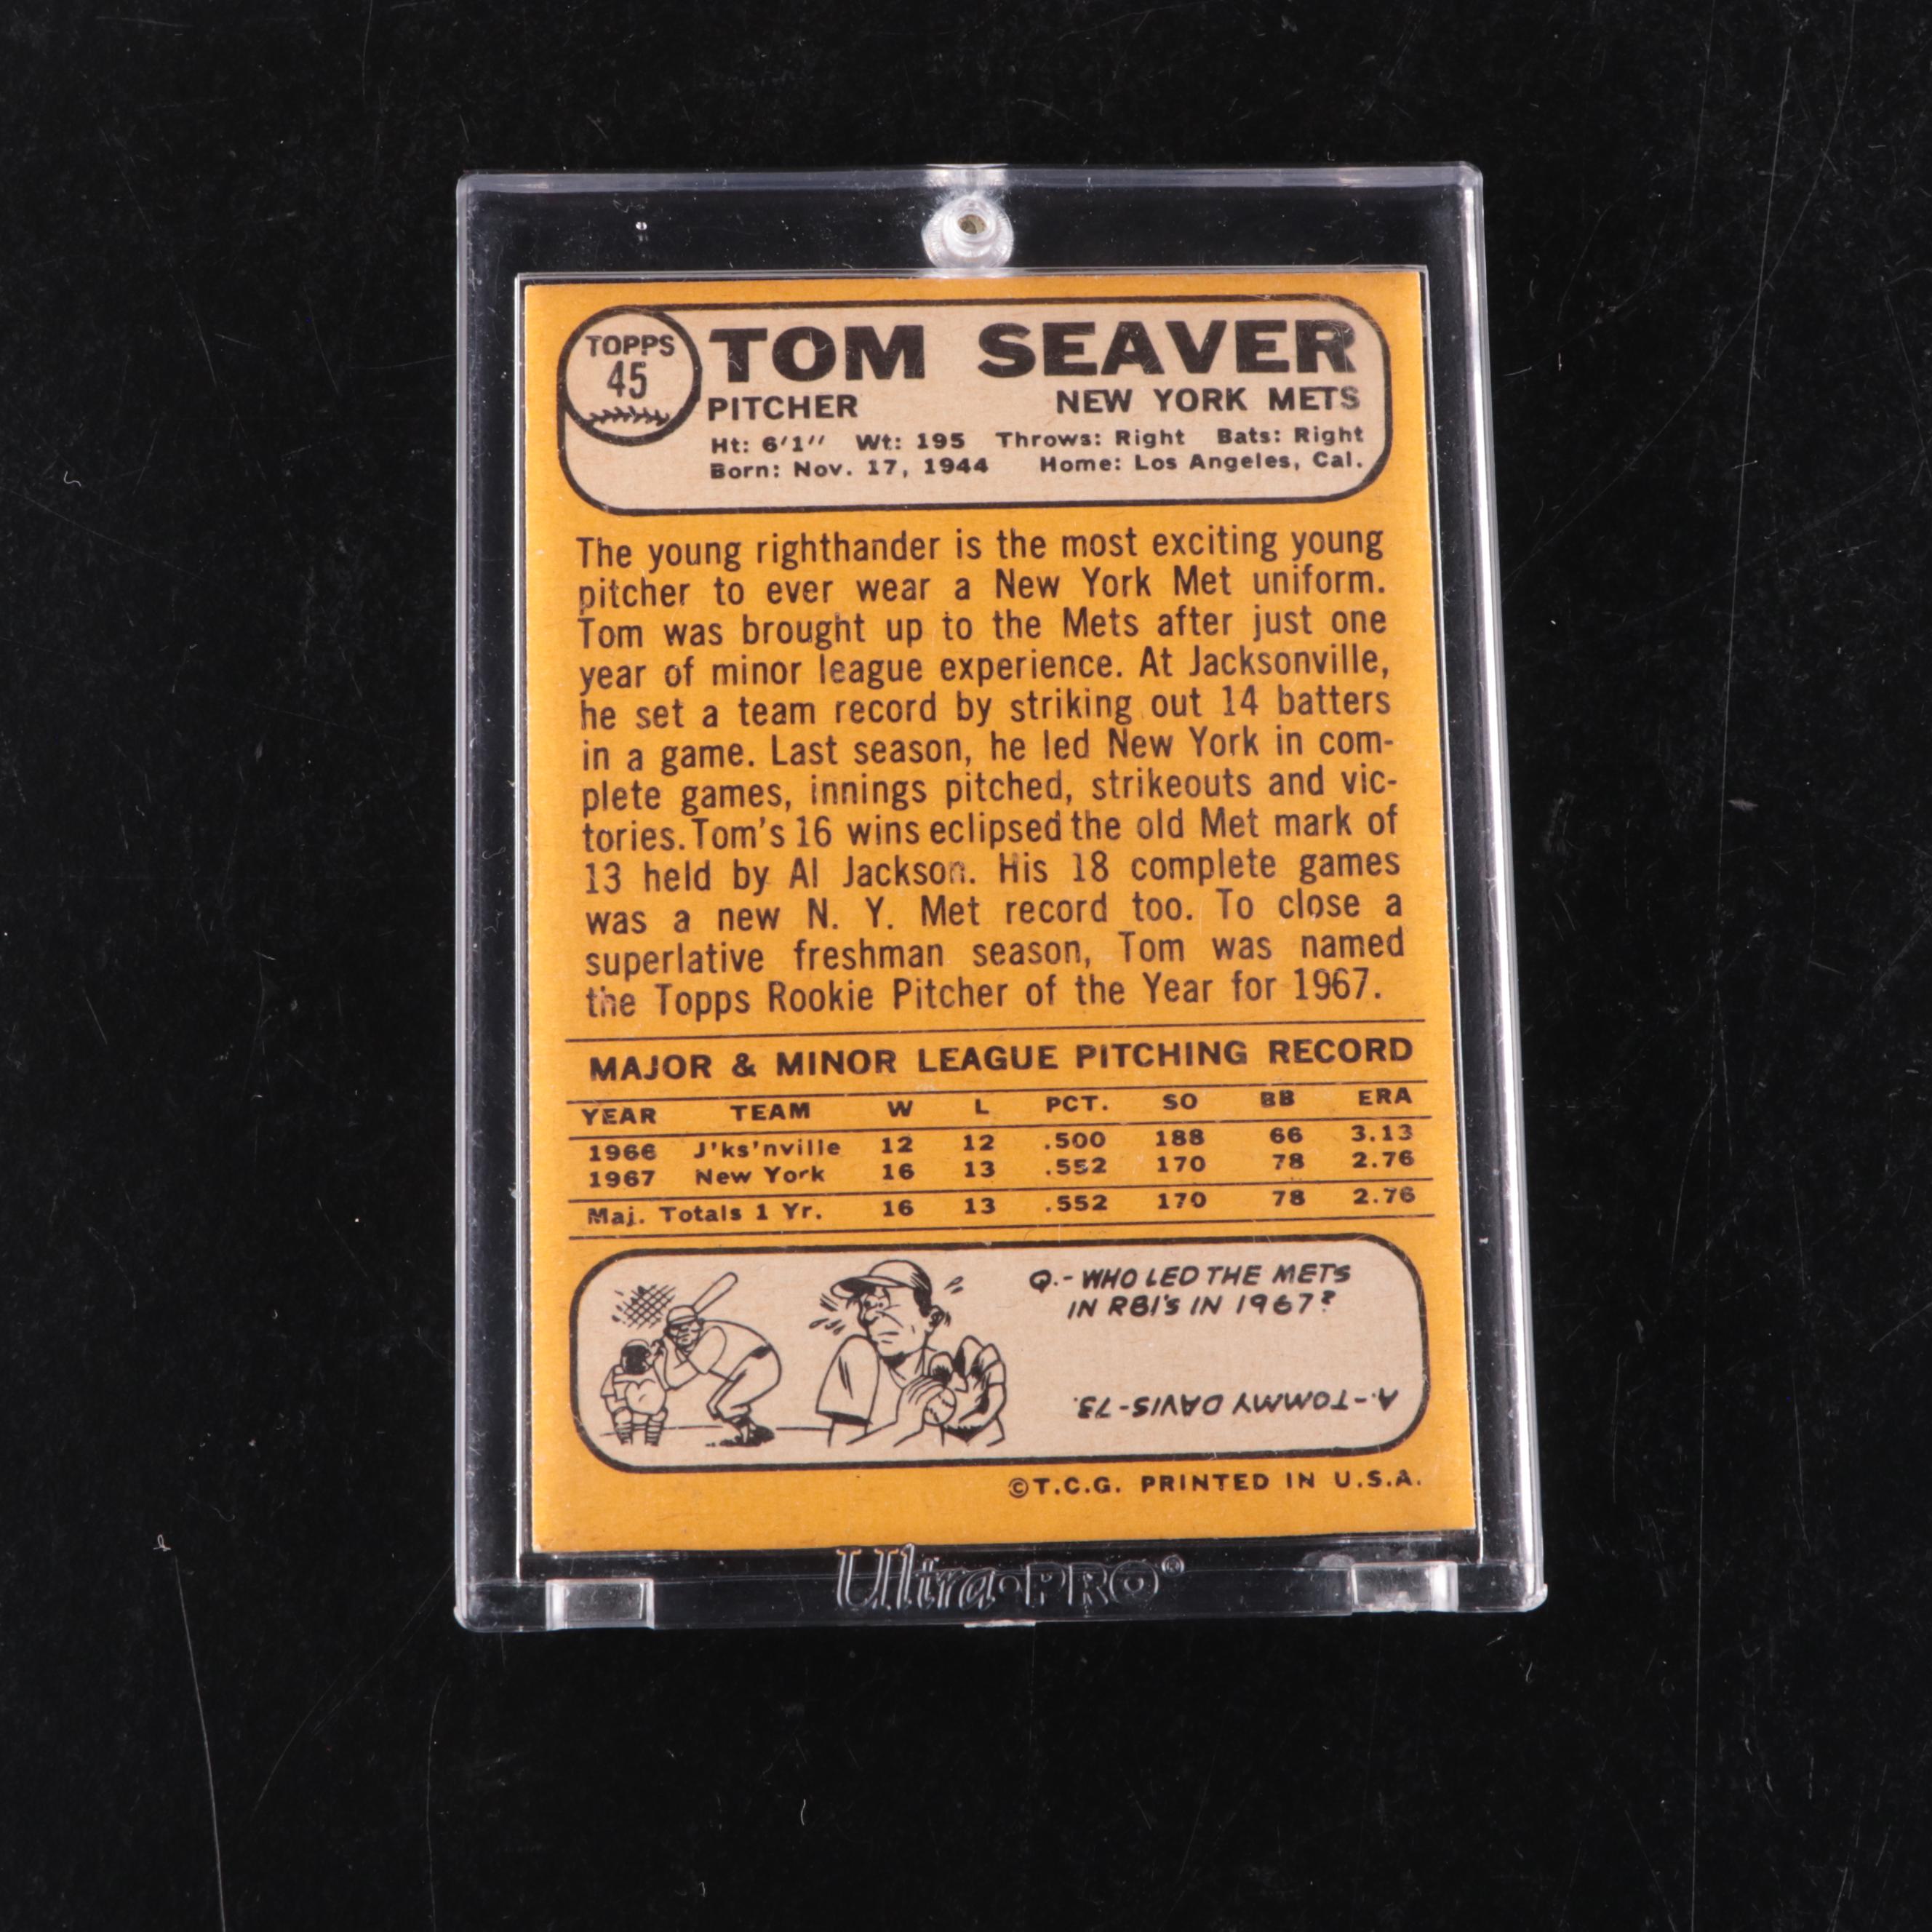 TOPPS
45
TOM SEAVER
PITCHER NEW YORK METS
Ht: 6'1" Wt: 195 Throws: Right Bats: Right
Born: Nov. 17, 1944 Home: Los Angeles, Cal.
The young righthander is the most exciting young
pitcher to ever wear a New York Met uniform.
Tom was brought up to the Mets after just one
year of minor league experience. At Jacksonville,
he set a team record by striking out 14 batters
in a game. Last season, he led New York in com-
plete games, innings pitched, strikeouts and vic-
tories. Tom's 16 wins eclipsed the old Met mark of
13 held by Al Jackson. His 18 complete games
was a new N. Y. Met record too. To close a
superlative freshman season, Tom was named
the Topps Rookie Pitcher of the Year for 1967.
MAJOR & MINOR LEAGUE PITCHING RECORD
YEAR TEAM W L PCT. SO BB ERA
1966 J'ks'nville 12 12 .500 188 66 3.13
1967 New York 16 13 .552 170 78 2.76
Maj. Totals 1 Yr. 16 13 .552 170 78 2.76
Q.- WHO LED THE METS
IN RBI'S IN 1967?
A.-TOMMY DAVIS-73.
©T.C.G. PRINTED IN U.S.A.
Ultra•PRO®